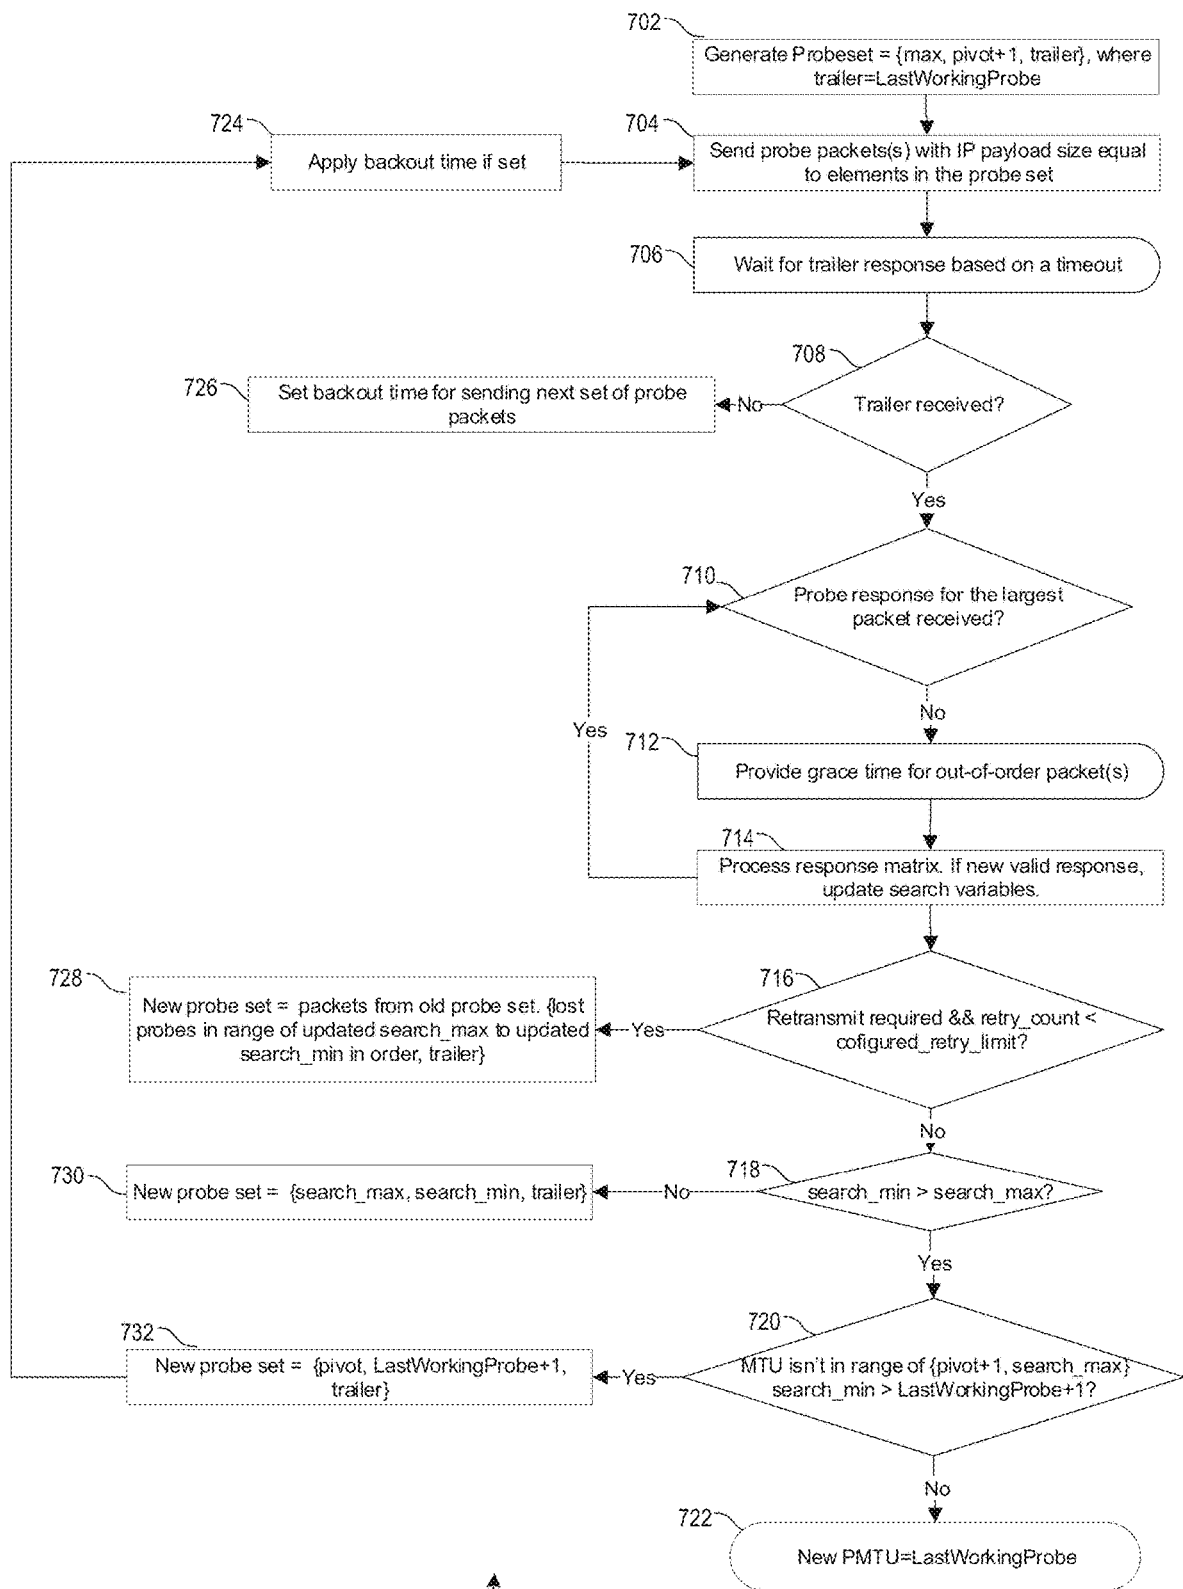 702
Generate Probeset = {max, pivot+1, trailer}, where
trailer=LastWorkingProbe
724
Apply backout time if set
704
Send probe packets(s) with IP payload size equal
to elements in the probe set
706
Wait for trailer response based on a timeout
708
Trailer received?
No
726
Set backout time for sending next set of probe
packets
Yes
710
Probe response for the largest
packet received?
No
Yes
712
Provide grace time for out-of-order packet(s)
714
Process response matrix. If new valid response,
update search variables.
716
Retransmit required && retry_count <
cofigured_retry_limit?
Yes
728
New probe set = packets from old probe set. {lost
probes in range of updated search_max to updated
search_min in order, trailer}
No
718
search_min > search_max?
No
730
New probe set = {search_max, search_min, trailer}
Yes
720
MTU isn't in range of {pivot+1, search_max}
search_min > LastWorkingProbe+1?
Yes
732
New probe set = {pivot, LastWorkingProbe+1,
trailer}
No
722
New PMTU=LastWorkingProbe